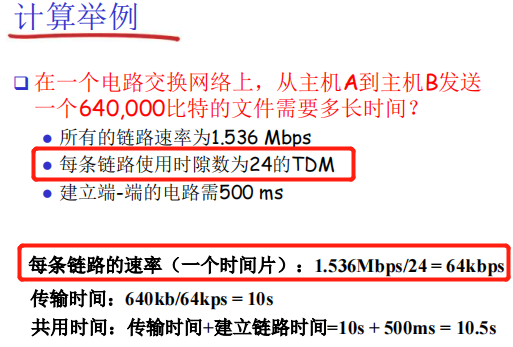 计算举例
在一个电路交换网络上，从主机A到主机B发送
一个640,000比特的文件需要多长时间？
所有的链路速率为1.536 Mbps
每条链路使用时隙数为24的TDM
建立端-端的电路需500 ms
每条链路的速率（一个时间片）：1.536Mbps/24 = 64kbps
传输时间：640kb/64kps = 10s
共用时间：传输时间+建立链路时间=10s + 500ms = 10.5s